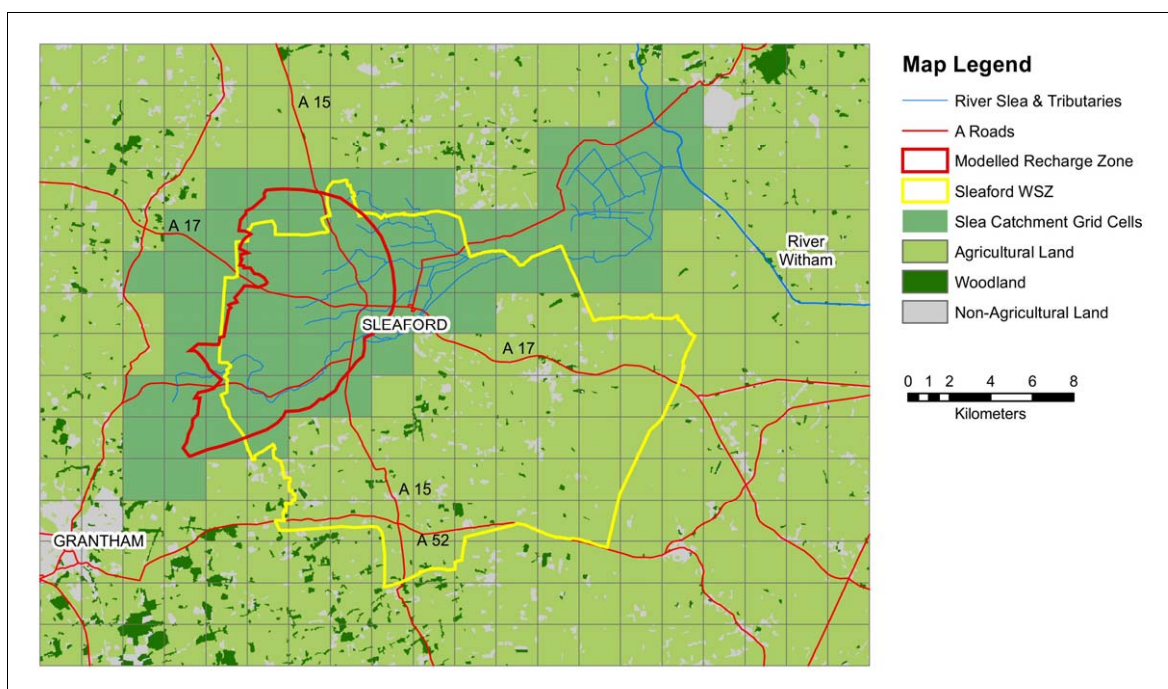 A 15
A 17
River
Witham
SLEAFORD
A 17
A 15
GRANTHAM
A 52
Map Legend
River Slea & Tributaries
A Roads
Modelled Recharge Zone
Sleaford WSZ
Slea Catchment Grid Cells
Agricultural Land
Woodland
Non-Agricultural Land
0 1 2 4 6 8
Kilometers